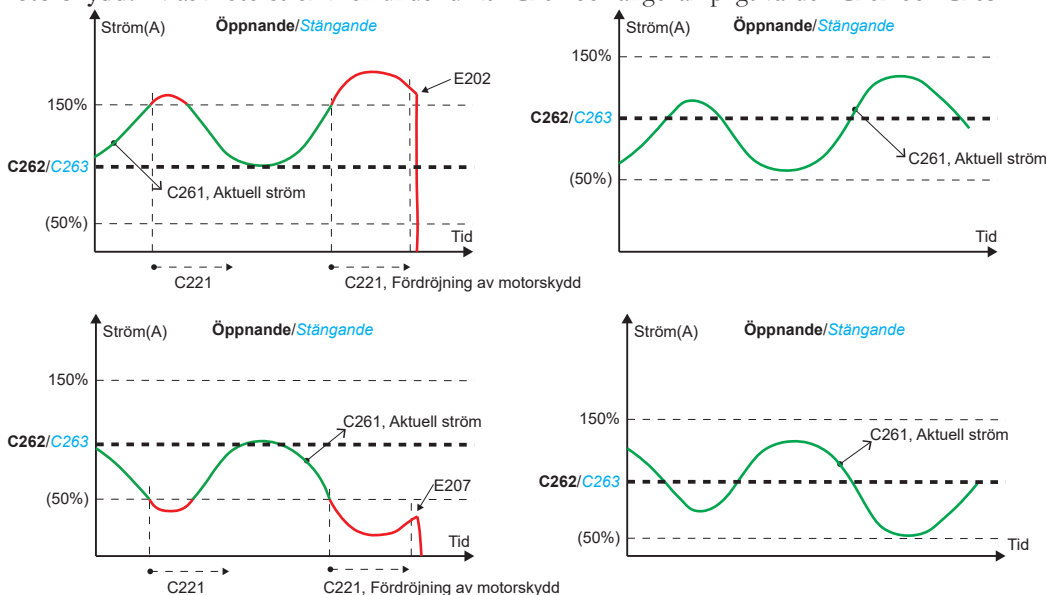 Ström(A) Öppnande/Stängande
E202
150%
C262/C263
C261, Aktuell ström
(50%)
Tid
C221
C221, Fördröjning av motorskydd
Ström(A) Öppnande/Stängande
150%
C262/C263
C261, Aktuell ström
(50%)
Tid
Ström(A) Öppnande/Stängande
150%
C261, Aktuell ström
C262/C263
E207
(50%)
Tid
C221
C221, Fördröjning av motorskydd
Ström(A) Öppnande/Stängande
150%
C261, Aktuell ström
C262/C263
(50%)
Tid